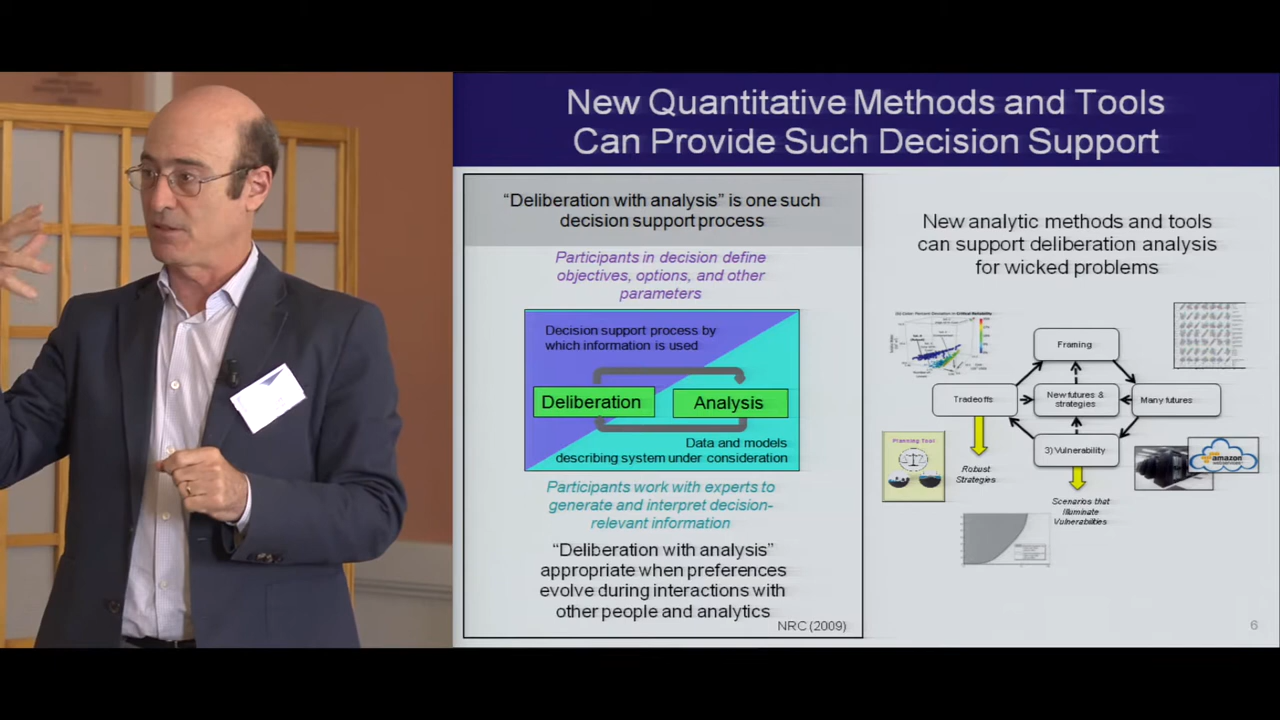 New Quantitative Methods and Tools
Can Provide Such Decision Support
“Deliberation with analysis” is one such
decision support process
Participants in decision define
objectives, options, and other
parameters
Decision support process by
which information is used
Deliberation
Analysis
Data and models
describing system under consideration
Participants work with experts to
generate and interpret decision-
relevant information
“Deliberation with analysis”
appropriate when preferences
evolve during interactions with
other people and analytics
NRC (2009)
New analytic methods and tools
can support deliberation analysis
for wicked problems
Framing
Tradeoffs
New futures &
strategies
Many futures
3) Vulnerability
Planning Tool
amazon
Robust
Strategies
Scenarios that
Illuminate
Vulnerabilities
6